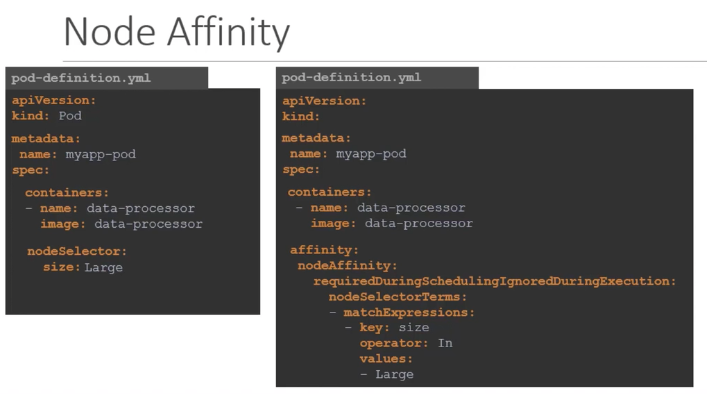 Node Affinity
pod-definition.yml
apiVersion:
kind: Pod
metadata:
name: myapp-pod
spec:
containers:
- name: data-processor
image: data-processor
nodeSelector:
size: Large
pod-definition.yml
apiVersion:
kind:
metadata:
name: myapp-pod
spec:
containers:
- name: data-processor
image: data-processor
affinity:
nodeAffinity:
requiredDuringSchedulingIgnoredDuringExecution:
nodeSelectorTerms:
- matchExpressions:
- key: size
operator: In
values:
- Large